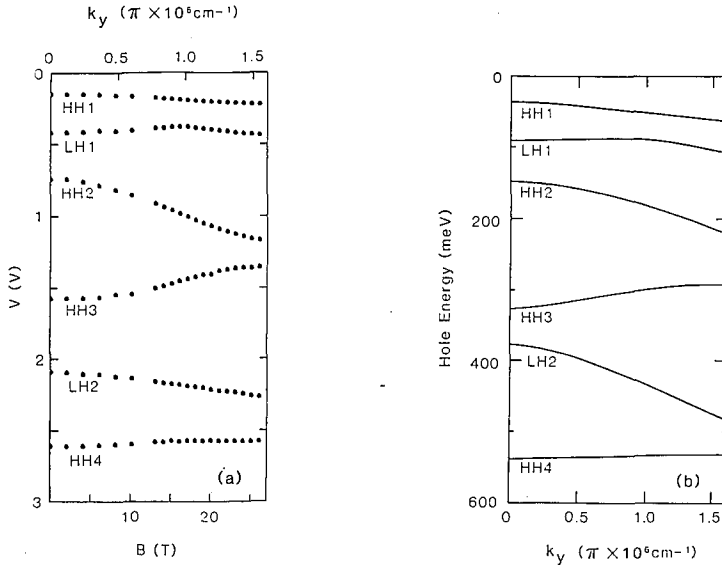 k_y (π ×10⁶cm⁻¹)
0 0.5 1.0 1.5
0
1
2
3
V (V)
HH1
LH1
HH2
HH3
LH2
HH4
(a)
0 10 20
B (T)
0
200
400
600
Hole Energy (meV)
HH1
LH1
HH2
HH3
LH2
HH4
(b)
0 0.5 1.0 1.5
k_y (π ×10⁶cm⁻¹)